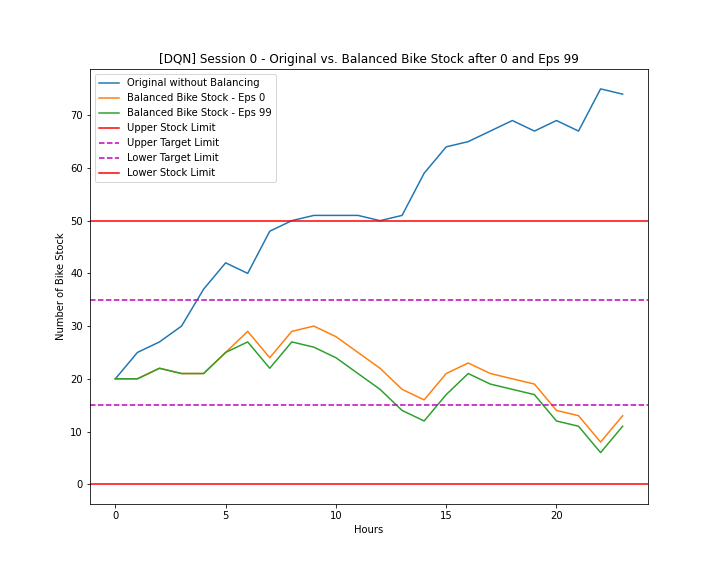 [DQN] Session 0 - Original vs. Balanced Bike Stock after 0 and Eps 99
Original without Balancing
Balanced Bike Stock - Eps 0
Balanced Bike Stock - Eps 99
Upper Stock Limit
Upper Target Limit
Lower Target Limit
Lower Stock Limit
Number of Bike Stock
70
60
50
40
30
20
10
0
0 5 10 15 20
Hours